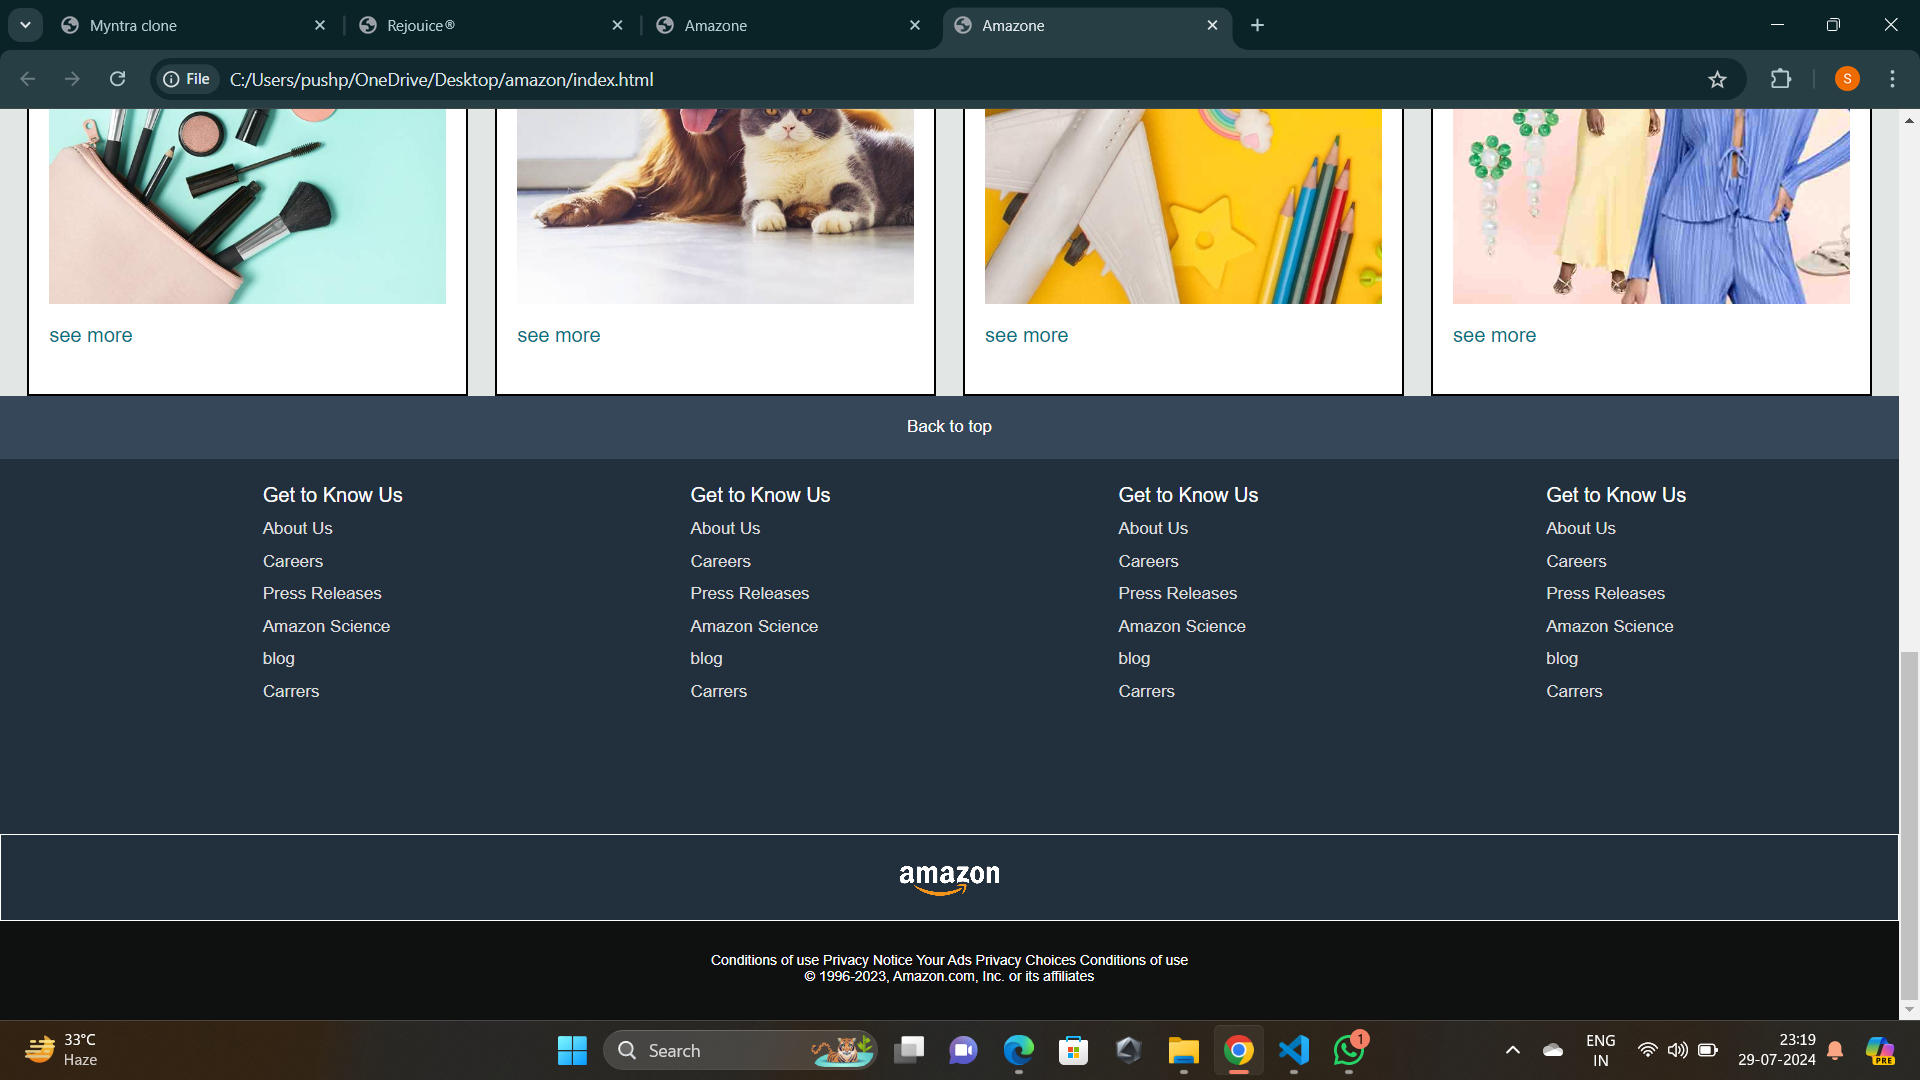 Myntra clone
Rejouice®
Amazone
Amazone
File
C:/Users/pushp/OneDrive/Desktop/amazon/index.html
S
see more
see more
see more
see more
Back to top
Get to Know Us
About Us
Careers
Press Releases
Amazon Science
blog
Carrers
Get to Know Us
About Us
Careers
Press Releases
Amazon Science
blog
Carrers
Get to Know Us
About Us
Careers
Press Releases
Amazon Science
blog
Carrers
Get to Know Us
About Us
Careers
Press Releases
Amazon Science
blog
Carrers
amazon
Conditions of use Privacy Notice Your Ads Privacy Choices Conditions of use
© 1996-2023, Amazon.com, Inc. or its affiliates
33°C
Haze
Search
1
ENG
IN
23:19
29-07-2024
PRE